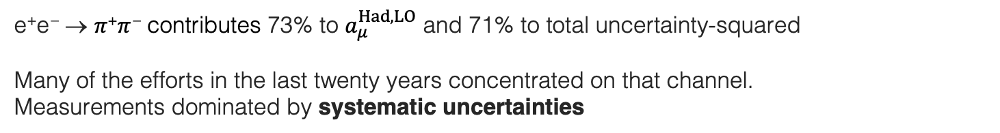 e⁺e⁻ → π⁺π⁻ contributes 73% to aμ^Had,LO and 71% to total uncertainty-squared
Many of the efforts in the last twenty years concentrated on that channel.
Measurements dominated by systematic uncertainties